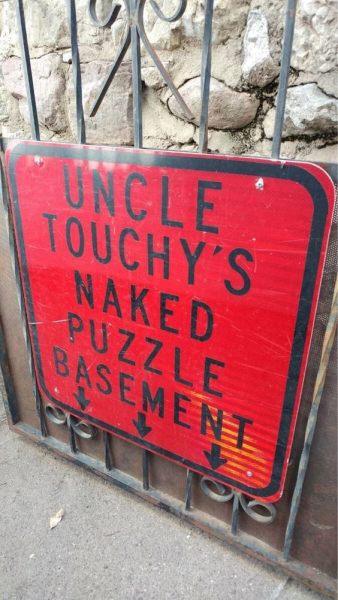 UNCLE
TOUCHY'S
NAKED
PUZZLE
BASEMENT